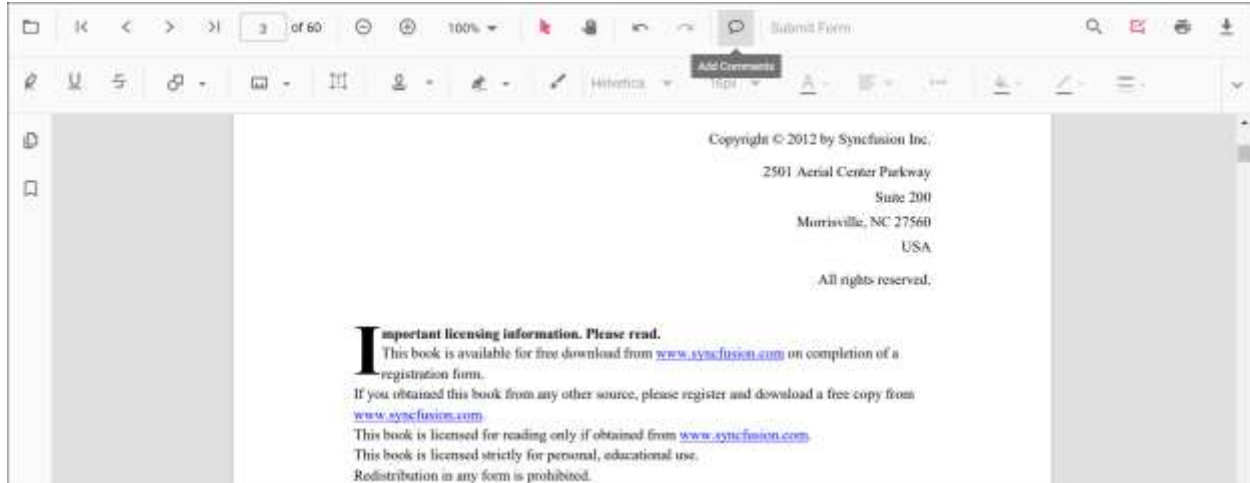 3 of 60 100% Submit Form
Add Comments
Helvetica 16px A
Copyright © 2012 by Syncfusion Inc.
2501 Aerial Center Parkway
Suite 200
Morrisville, NC 27560
USA
All rights reserved.
Important licensing information. Please read.
This book is available for free download from www.syncfusion.com on completion of a
registration form.
If you obtained this book from any other source, please register and download a free copy from
www.syncfusion.com.
This book is licensed for reading only if obtained from www.syncfusion.com.
This book is licensed strictly for personal, educational use.
Redistribution in any form is prohibited.